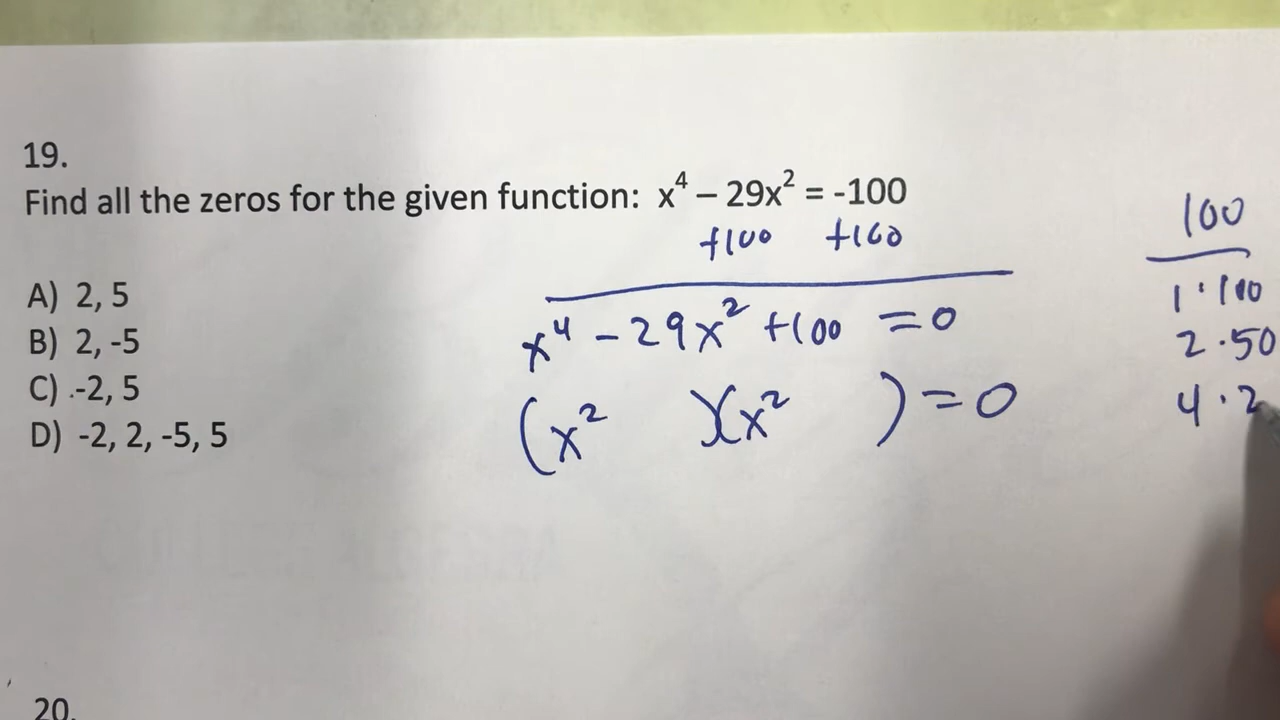 19.
Find all the zeros for the given function: x⁴ – 29x² = -100
+100 +100
A) 2, 5
B) 2, -5
C) -2, 5
D) -2, 2, -5, 5
x⁴ - 29x² +100 = 0
(x² )(x² ) = 0
100
1·100
2·50
4·2
20.